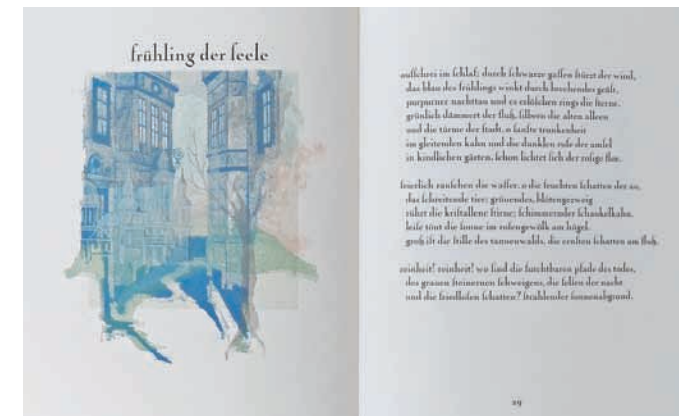 frühling der seele
aufschrei im schlaf; durch schwarze gassen stürzt der wind,
das blau des frühlings winkt durch brechendes geäst,
purpurner nachttau und es erlöschen rings die sterne.
grünlich dämmert der fluß, silbern die alten alleen
und die türme der stadt. o sanfte trunkenheit
im gleitenden kahn und die dunklen rufe der amsel
in kindlichen gärten. schon lichtet sich der rosige flor.
feierlich rauschen die wasser. o die feuchten schatten der au,
das schreitende tier; grünendes, blütengezweig
rührt die kristallene stirne; schimmernder schaukelkahn.
leise tönt die sonne im rosengewölk am hügel.
groß ist die stille des tannenwalds, die ernsten schatten am fluß.
reinheit! reinheit! wo sind die furchtbaren pfade des todes,
des grauen steinernen schweigens, die felsen der nacht
und die friedlosen schatten? strahlender sonnenabgrund.
29